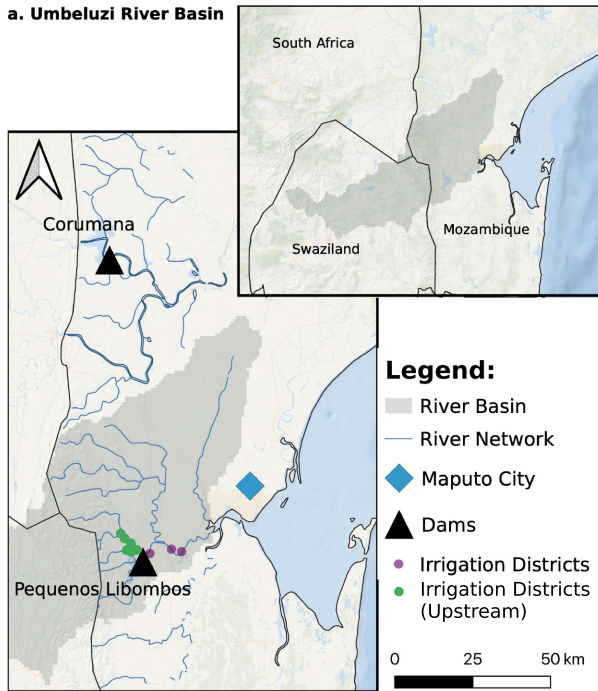 a. Umbeluzi River Basin
South Africa
Swaziland
Mozambique
Corumana
Pequenos Libombos
Legend:
River Basin
River Network
Maputo City
Dams
Irrigation Districts
Irrigation Districts
(Upstream)
0 25 50 km